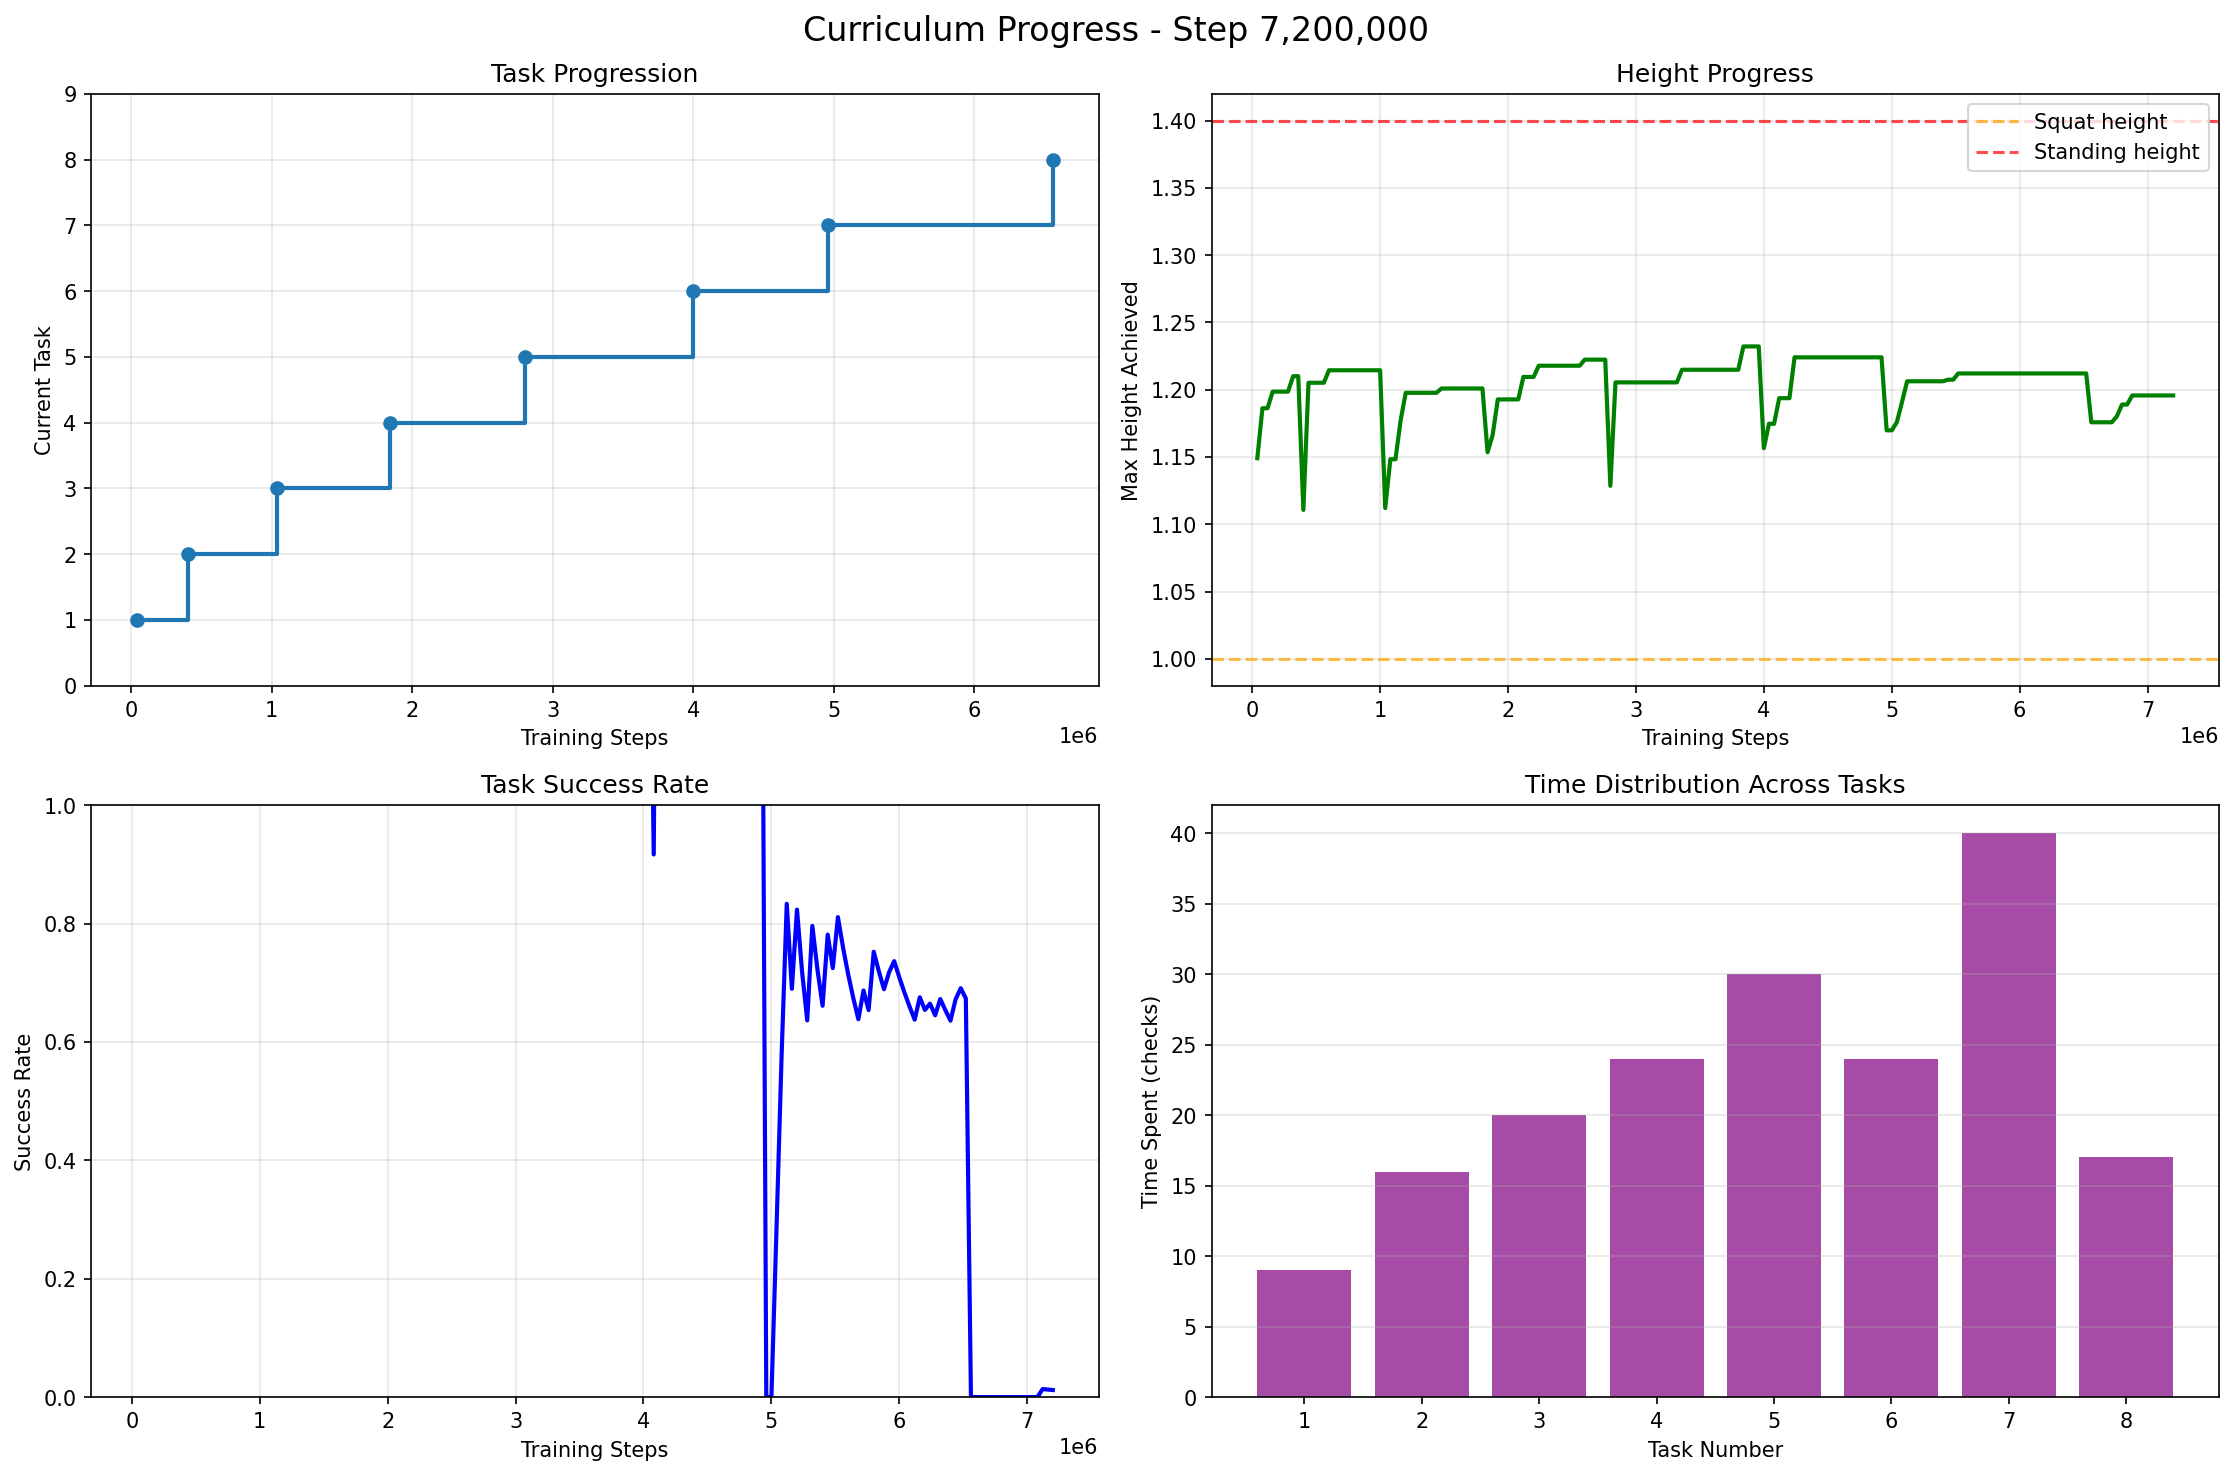 Curriculum Progress - Step 7,200,000
Task Progression
Current Task
9
8
7
6
5
4
3
2
1
0
0 1 2 3 4 5 6
1e6
Training Steps
Height Progress
Max Height Achieved
1.40
1.35
1.30
1.25
1.20
1.15
1.10
1.05
1.00
Squat height
Standing height
0 1 2 3 4 5 6 7
1e6
Training Steps
Task Success Rate
Success Rate
1.0
0.8
0.6
0.4
0.2
0.0
0 1 2 3 4 5 6 7
1e6
Training Steps
Time Distribution Across Tasks
Time Spent (checks)
40
35
30
25
20
15
10
5
0
1 2 3 4 5 6 7 8
Task Number